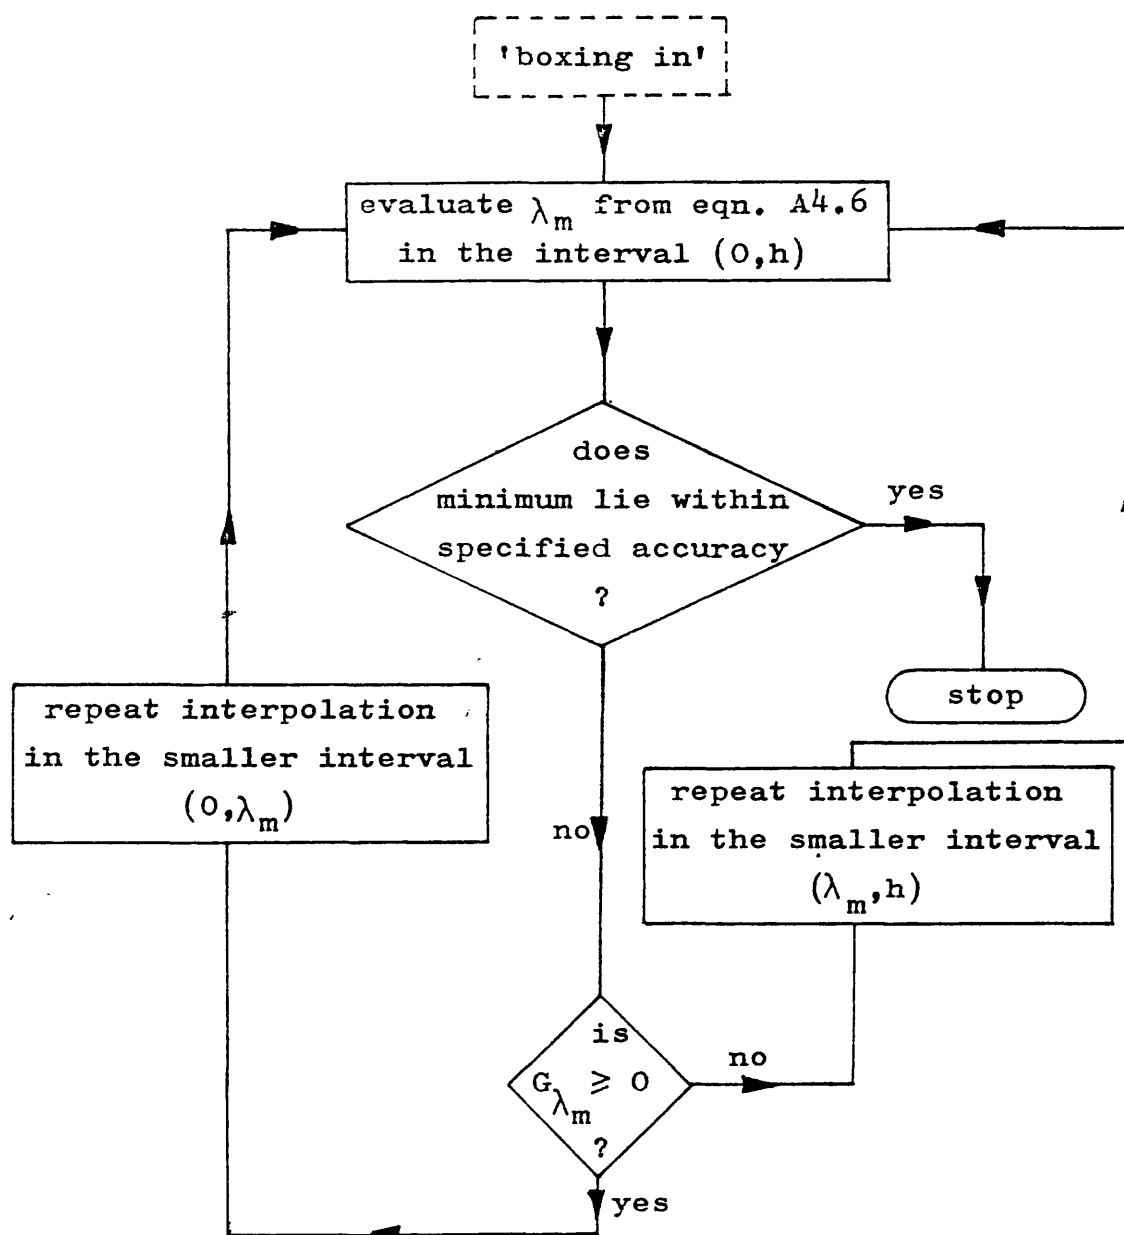 'boxing in'
evaluate λm from eqn. A4.6
in the interval (0,h)
does
minimum lie within
specified accuracy
?
yes
stop
repeat interpolation
in the smaller interval
(0,λm)
no
repeat interpolation
in the smaller interval
(λm,h)
is
Gλm ⩾ 0
?
no
yes